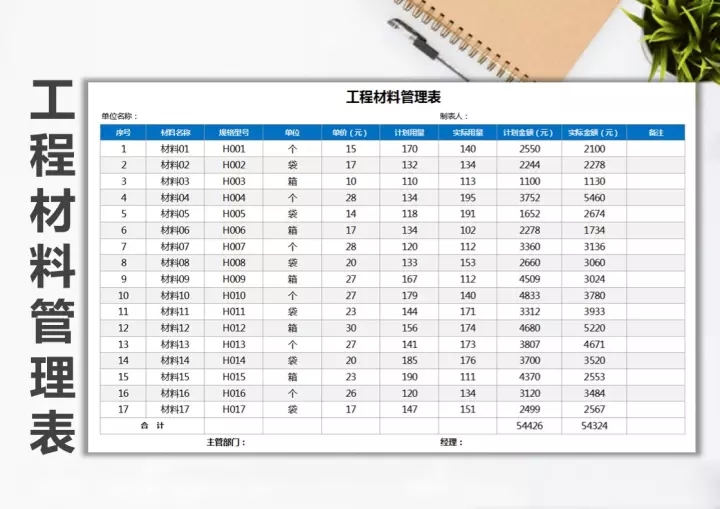 工程材料管理表
工程材料管理表
单位名称： 制表人：
序号 材料名称 规格型号 单位 单价（元） 计划用量 实际用量 计划金额（元） 实际金额（元） 备注
1 材料01 H001 个 15 170 140 2550 2100
2 材料02 H002 袋 17 132 134 2244 2278
3 材料03 H003 箱 10 110 113 1100 1130
4 材料04 H004 个 28 134 195 3752 5460
5 材料05 H005 袋 14 118 191 1652 2674
6 材料06 H006 箱 17 134 102 2278 1734
7 材料07 H007 个 28 120 112 3360 3136
8 材料08 H008 袋 20 133 153 2660 3060
9 材料09 H009 箱 27 167 112 4509 3024
10 材料10 H010 个 27 179 140 4833 3780
11 材料11 H011 袋 23 144 171 3312 3933
12 材料12 H012 箱 30 156 174 4680 5220
13 材料13 H013 个 27 141 173 3807 4671
14 材料14 H014 袋 20 185 176 3700 3520
15 材料15 H015 箱 23 190 111 4370 2553
16 材料16 H016 个 26 120 134 3120 3484
17 材料17 H017 袋 17 147 151 2499 2567
合 计 54426 54324
主管部门： 经理：